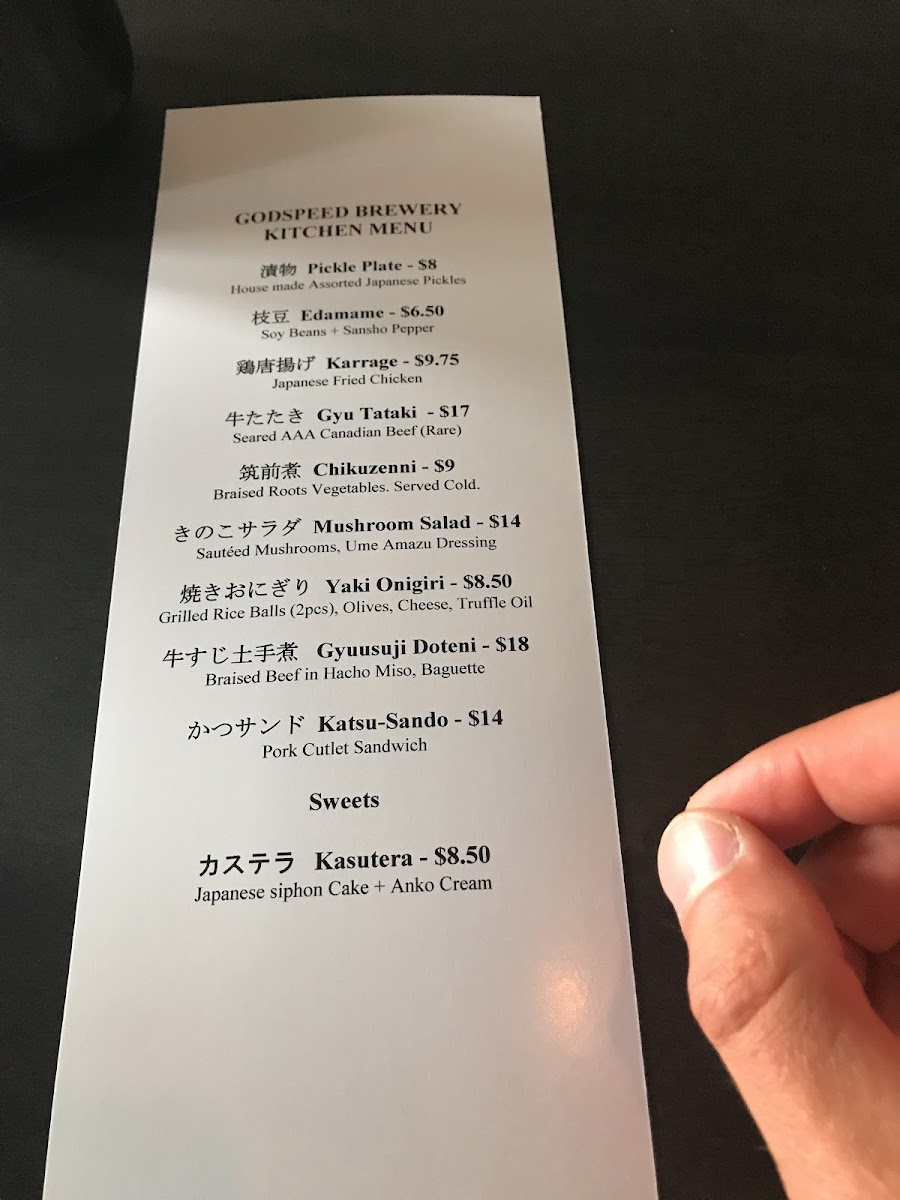 GODSPEED BREWERY
KITCHEN MENU
漬物 Pickle Plate - $8
House made Assorted Japanese Pickles
枝豆 Edamame - $6.50
Soy Beans + Sansho Pepper
鶏唐揚げ Karrage - $9.75
Japanese Fried Chicken
牛たたき Gyu Tataki - $17
Seared AAA Canadian Beef (Rare)
筑前煮 Chikuzenni - $9
Braised Roots Vegetables. Served Cold.
きのこサラダ Mushroom Salad - $14
Sautéed Mushrooms, Ume Amazu Dressing
焼きおにぎり Yaki Onigiri - $8.50
Grilled Rice Balls (2pcs), Olives, Cheese, Truffle Oil
牛すじ土手煮 Gyuusuji Doteni - $18
Braised Beef in Hacho Miso, Baguette
かつサンド Katsu-Sando - $14
Pork Cutlet Sandwich
Sweets
カステラ Kasutera - $8.50
Japanese siphon Cake + Anko Cream